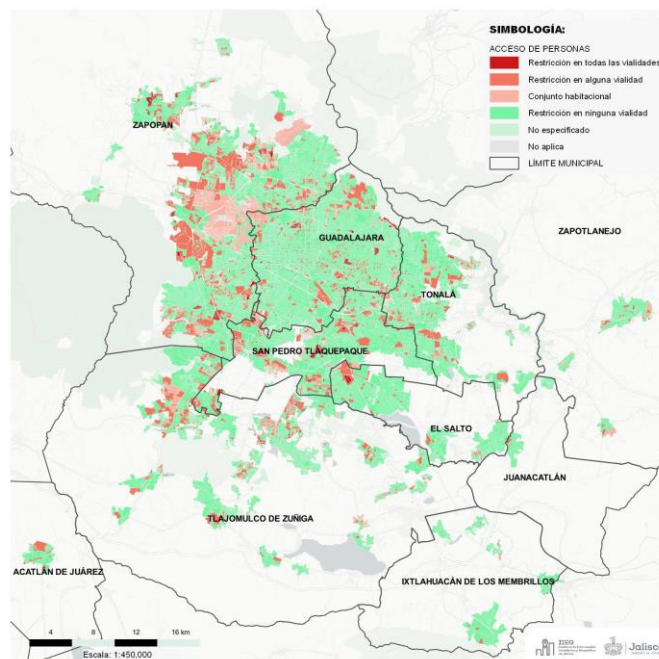 SIMBOLOGÍA:
ACCESO DE PERSONAS
Restricción en todas las vialidades
Restricción en alguna vialidad
Conjunto habitacional
Restricción en ninguna vialidad
No especificado
No aplica
LÍMITE MUNICIPAL
ZAPOPAN
ZAPOTLANEJO
GUADALAJARA
TONALÁ
SAN PEDRO TLAQUEPAQUE
EL SALTO
JUANACATLÁN
TLAJOMULCO DE ZUÑIGA
ACATLÁN DE JUÁREZ
IXTLAHUACÁN DE LOS MEMBRILLOS
4 8 12 16 km
Escala: 1:450,000
IIEG
Jalisco